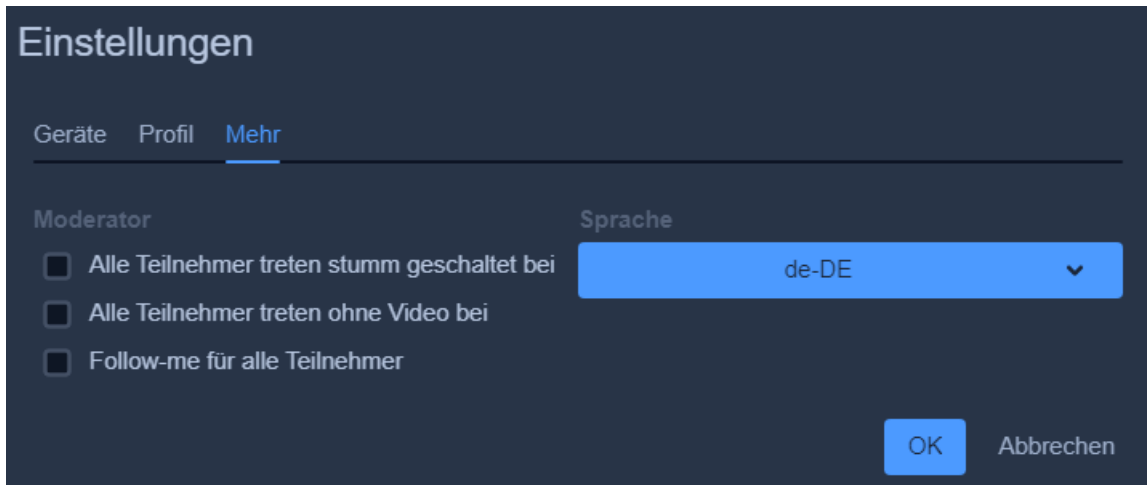 Einstellungen
Geräte Profil Mehr
Moderator
Alle Teilnehmer treten stumm geschaltet bei
Alle Teilnehmer treten ohne Video bei
Follow-me für alle Teilnehmer
Sprache
de-DE
OK Abbrechen